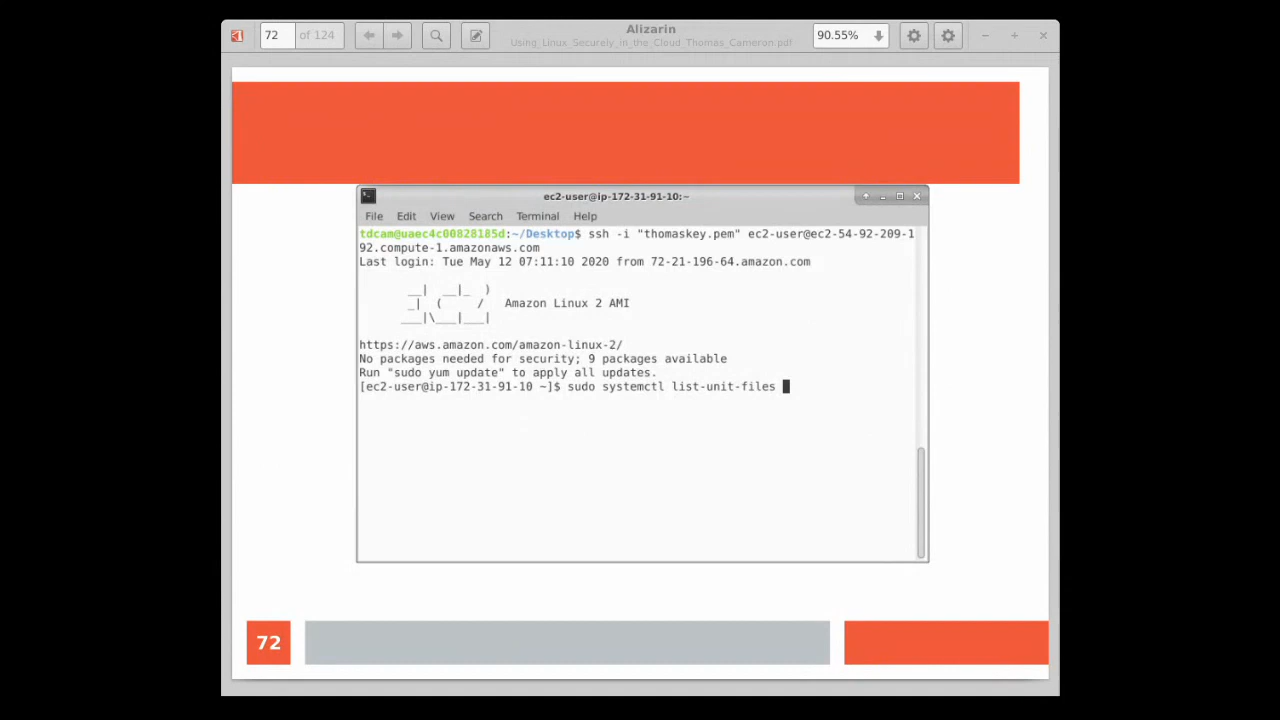 72 of 124
Alizarin
Using_Linux_Securely_in_the_Cloud_Thomas_Cameron.pdf
90.55%
ec2-user@ip-172-31-91-10:~
File Edit View Search Terminal Help
tdcam@uaec4c00828185d:~/Desktop$ ssh -i "thomaskey.pem" ec2-user@ec2-54-92-209-1
92.compute-1.amazonaws.com
Last login: Tue May 12 07:11:10 2020 from 72-21-196-64.amazon.com
__| __|_ )
_| ( / Amazon Linux 2 AMI
___|\___|___|
https://aws.amazon.com/amazon-linux-2/
No packages needed for security; 9 packages available
Run "sudo yum update" to apply all updates.
[ec2-user@ip-172-31-91-10 ~]$ sudo systemctl list-unit-files
72